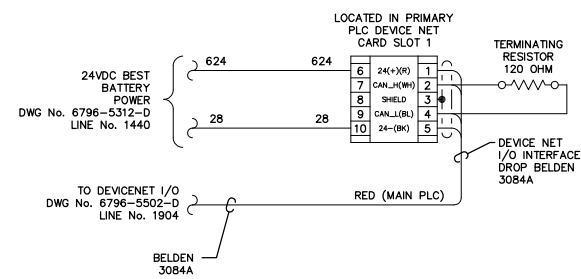 LOCATED IN PRIMARY
PLC DEVICE NET
CARD SLOT 1
TERMINATING
RESISTOR
120 OHM
24VDC BEST
BATTERY
POWER
DWG No. 6796-5312-D
LINE No. 1440
624 624
28 28
6 24(+)(R) 1
7 CAN_H(WH) 2
8 SHIELD 3
9 CAN_L(BL) 4
10 24-(BK) 5
DEVICE NET
I/O INTERFACE
DROP BELDEN
3084A
TO DEVICENET I/O
DWG No. 6796-5502-D
LINE No. 1904
RED (MAIN PLC)
BELDEN
3084A